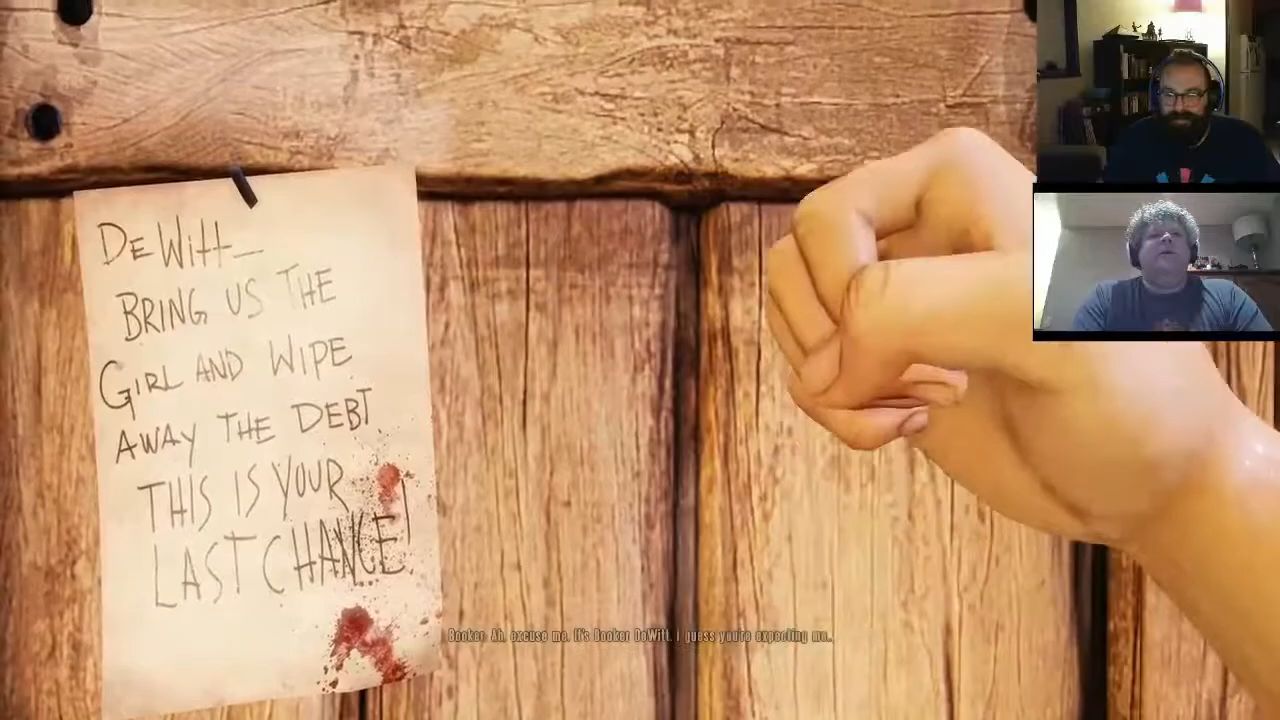 DEWitt—
BRING US THE
GIRL AND WIPE
AWAY THE DEBT.
THIS IS YOUR
LAST CHANCE!
Booker: Ah, excuse me. It's Booker DeWitt. I guess you're expecting me.